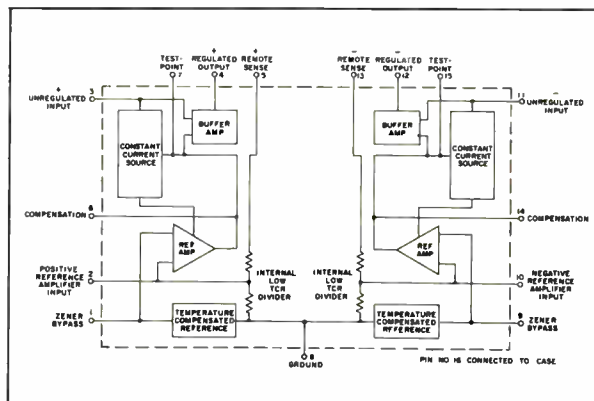 +
TEST-
POINT
7
+
REGULATED
OUTPUT
4
+
REMOTE
SENSE
5
−
REMOTE
SENSE
13
−
REGULATED
OUTPUT
12
TEST-
POINT
15
+
UNREGULATED
INPUT
3
11
−
UNREGULATED
INPUT
BUFFER
AMP
BUFFER
AMP
CONSTANT
CURRENT
SOURCE
CONSTANT
CURRENT
SOURCE
COMPENSATION
14
COMPENSATION
REF
AMP
REF
AMP
POSITIVE
REFERENCE
AMPLIFIER
INPUT
2
INTERNAL
LOW
TCR
DIVIDER
INTERNAL
LOW
TCR
DIVIDER
10
NEGATIVE
REFERENCE
AMPLIFIER
INPUT
ZENER
BYPASS
1
TEMPERATURE
COMPENSATED
REFERENCE
TEMPERATURE
COMPENSATED
REFERENCE
9
ZENER
BYPASS
GROUND
PIN NO 16 CONNECTED TO CASE